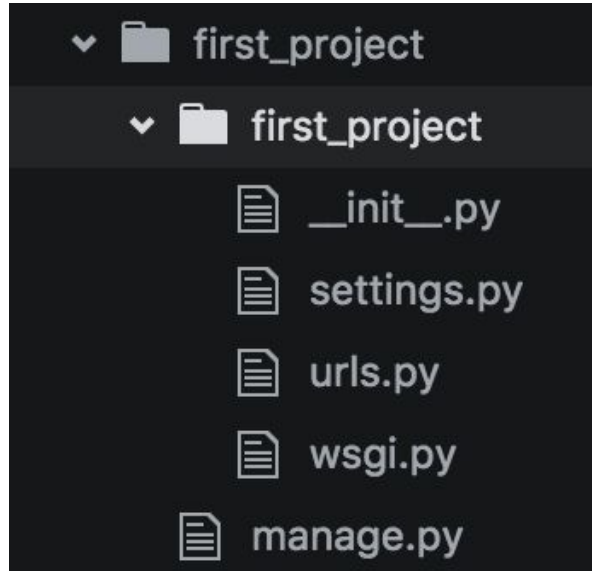 first_project
first_project
__init__.py
settings.py
urls.py
wsgi.py
manage.py